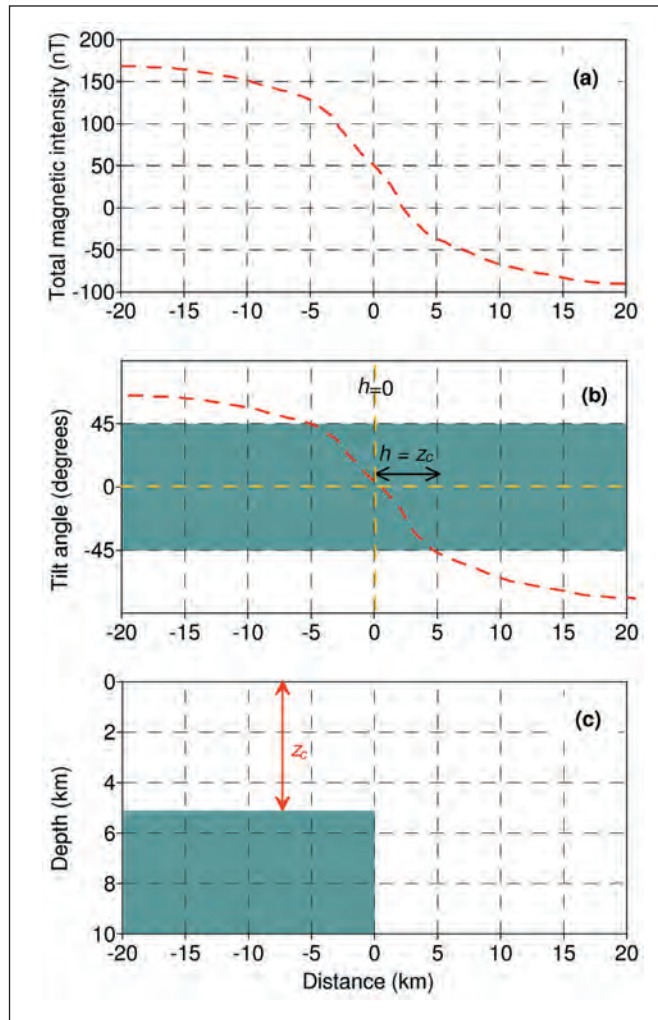 Total magnetic intensity (nT)
200
150
100
50
0
-50
-100
(a)
-20 -15 -10 -5 0 5 10 15 20
Tilt angle (degrees)
45
0
-45
h=0
(b)
h = zc
-20 -15 -10 -5 0 5 10 15 20
Depth (km)
0
2
4
6
8
10
(c)
zc
-20 -15 -10 -5 0 5 10 15 20
Distance (km)